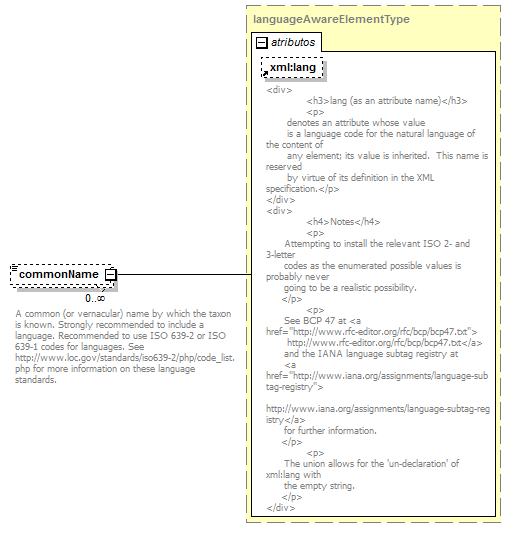 languageAwareElementType
atributos
xml:lang
<div>
<h3>lang (as an attribute name)</h3>
<p>
denotes an attribute whose value
is a language code for the natural language of
the content of
any element; its value is inherited.  This name is
reserved
by virtue of its definition in the XML
specification.</p>
</div>
<div>
<h4>Notes</h4>
<p>
Attempting to install the relevant ISO 2- and
3-letter
codes as the enumerated possible values is
probably never
going to be a realistic possibility.
</p>
<p>
See BCP 47 at <a
href="http://www.rfc-editor.org/rfc/bcp/bcp47.txt">
http://www.rfc-editor.org/rfc/bcp/bcp47.txt</a>
and the IANA language subtag registry at
<a
href="http://www.iana.org/assignments/language-sub
tag-registry">
http://www.iana.org/assignments/language-subtag-reg
istry</a>
for further information.
</p>
<p>
The union allows for the 'un-declaration' of
xml:lang with
the empty string.
</p>
</div>
commonName
0..∞
A common (or vernacular) name by which the taxon
is known. Strongly recommended to include a
language. Recommended to use ISO 639-2 or ISO
639-1 codes for languages. See
http://www.loc.gov/standards/iso639-2/php/code_list.
php for more information on these language
standards.